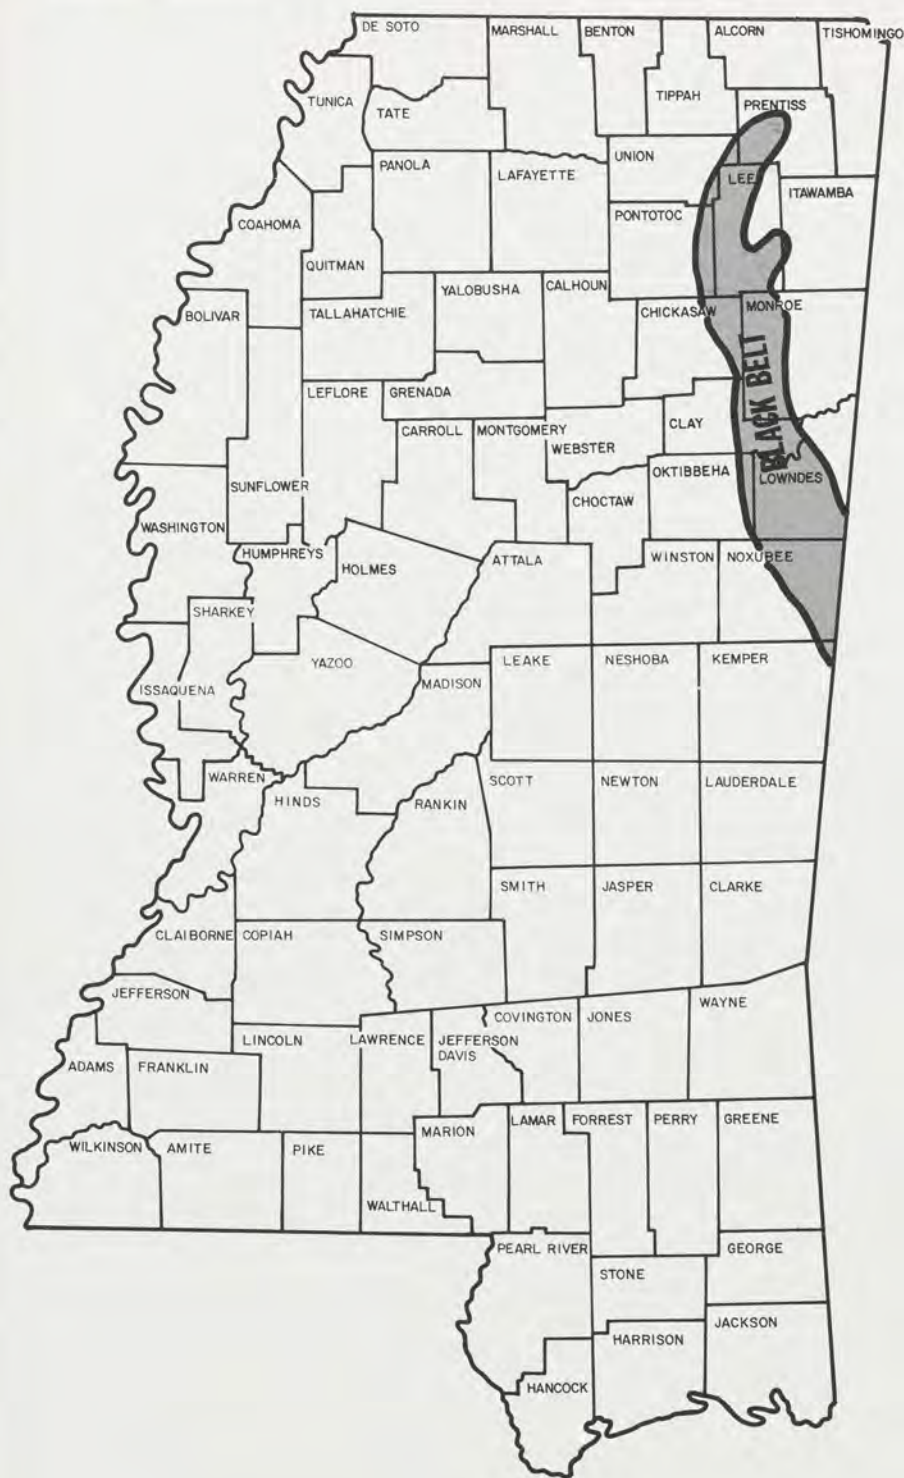 DE SOTO
MARSHALL
BENTON
ALCORN
TISHOMINGO
TIPPAH
TUNICA
TATE
PRENTISS
UNION
PANOLA
LAFAYETTE
LEE
ITAWAMBA
PONTOTOC
COAHOMA
QUITMAN
YALOBUSHA
CALHOUN
BOLIVAR
TALLAHATCHIE
CHICKASAW
MONROE
BLACK BELT
LEFLORE
GRENADA
CARROLL
MONTGOMERY
CLAY
WEBSTER
OKTIBBEHA
LOWNDES
SUNFLOWER
CHOCTAW
WASHINGTON
HUMPHREYS
HOLMES
ATTALA
WINSTON
NOXUBEE
SHARKEY
YAZOO
LEAKE
NESHOBA
KEMPER
MADISON
ISSAQUENA
WARREN
HINDS
RANKIN
SCOTT
NEWTON
LAUDERDALE
SMITH
JASPER
CLARKE
CLAIBORNE
COPIAH
SIMPSON
JEFFERSON
COVINGTON
JONES
WAYNE
LINCOLN
LAWRENCE
JEFFERSON
DAVIS
ADAMS
FRANKLIN
MARION
LAMAR
FORREST
PERRY
GREENE
WILKINSON
AMITE
PIKE
WALTHALL
PEARL RIVER
GEORGE
STONE
HARRISON
JACKSON
HANCOCK